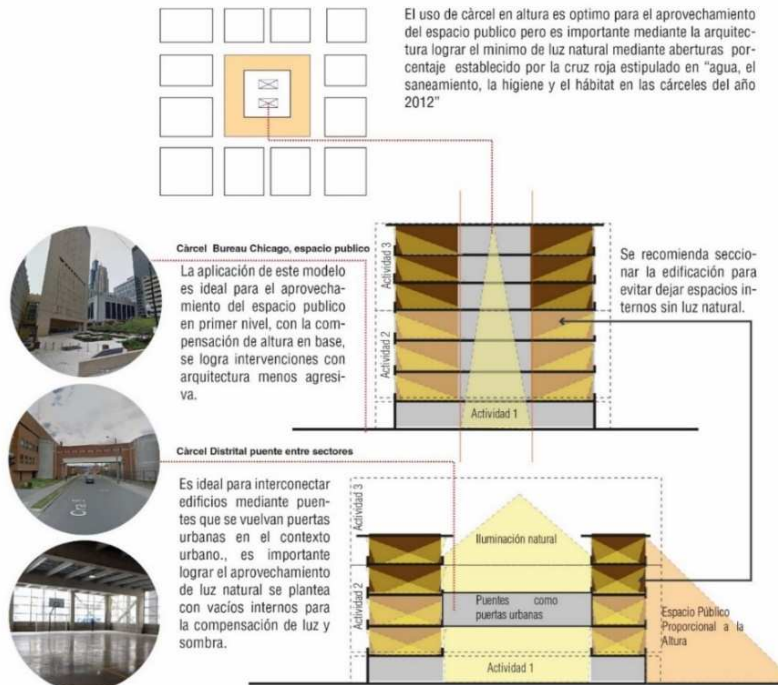 El uso de càrcel en altura es optimo para el aprovechamiento
del espacio publico pero es importante mediante la arquitec-
tura lograr el minimo de luz natural mediante aberturas por-
centaje establecido por la cruz roja estipulado en “agua, el
saneamiento, la higiene y el hábitat en las cárceles del año
2012”
Càrcel Bureau Chicago, espacio publico
La aplicación de este modelo
es ideal para el aprovecha-
miento del espacio publico
en primer nivel, con la com-
pensación de altura en base,
se logra intervenciones con
arquitectura menos agresi-
va.
Actividad 3
Actividad 2
Actividad 1
Se recomienda seccio-
nar la edificación para
evitar dejar espacios in-
ternos sin luz natural.
Càrcel Distrital puente entre sectores
Es ideal para interconectar
edificios mediante puen-
tes que se vuelvan puertas
urbanas en el contexto
urbano., es importante
lograr el aprovechamiento
de luz natural se plantea
con vacíos internos para
la compensación de luz y
sombra.
Actividad 3
Actividad 2
Iluminación natural
Puentes como
puertas urbanas
Actividad 1
Espacio Público
Proporcional a la
Altura